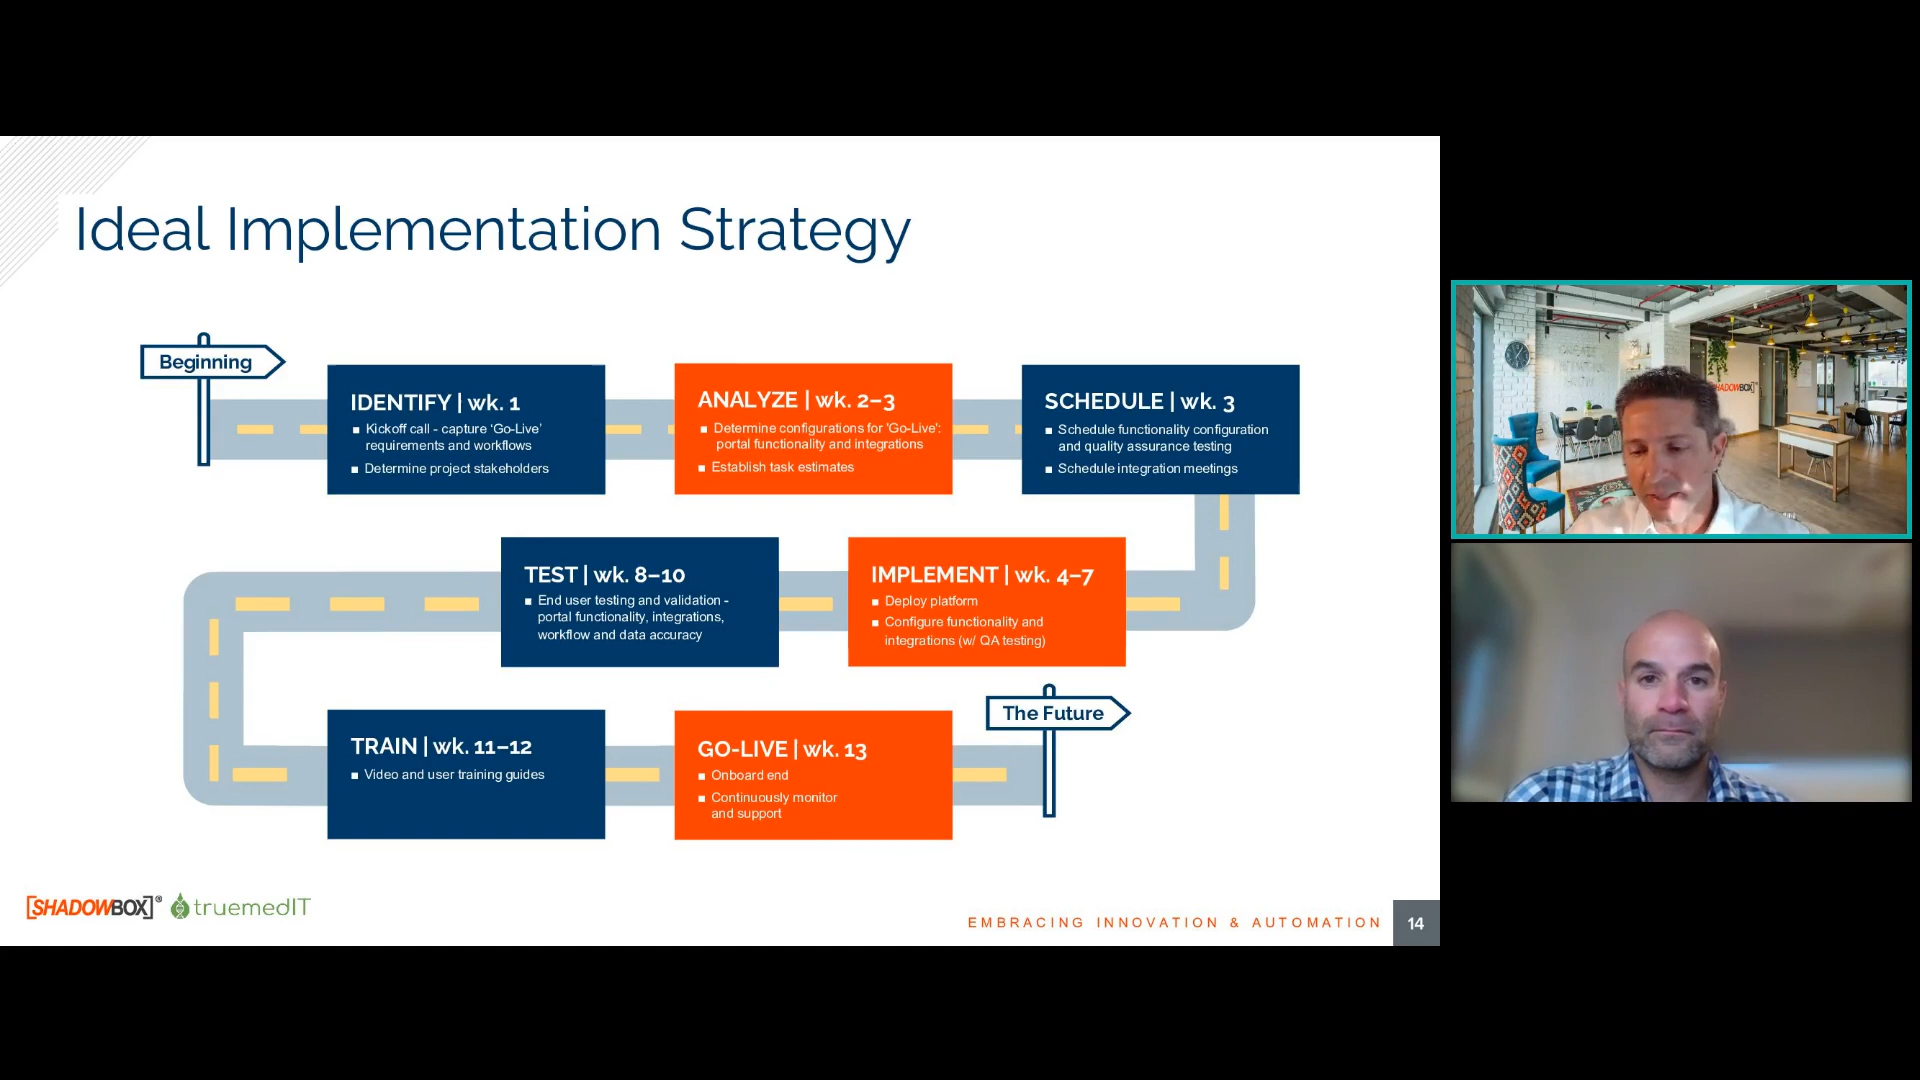 Ideal Implementation Strategy
Beginning
IDENTIFY | wk. 1
▪ Kickoff call - capture ‘Go-Live’
requirements and workflows
▪ Determine project stakeholders
ANALYZE | wk. 2–3
▪ Determine configurations for 'Go-Live':
portal functionality and integrations
▪ Establish task estimates
SCHEDULE | wk. 3
▪ Schedule functionality configuration
and quality assurance testing
▪ Schedule integration meetings
IMPLEMENT | wk. 4–7
▪ Deploy platform
▪ Configure functionality and
integrations (w/ QA testing)
TEST | wk. 8–10
▪ End user testing and validation -
portal functionality, integrations,
workflow and data accuracy
TRAIN | wk. 11–12
▪ Video and user training guides
GO-LIVE | wk. 13
▪ Onboard end
▪ Continuously monitor
and support
The Future
[SHADOWBOX]® truemedIT
EMBRACING INNOVATION & AUTOMATION 14